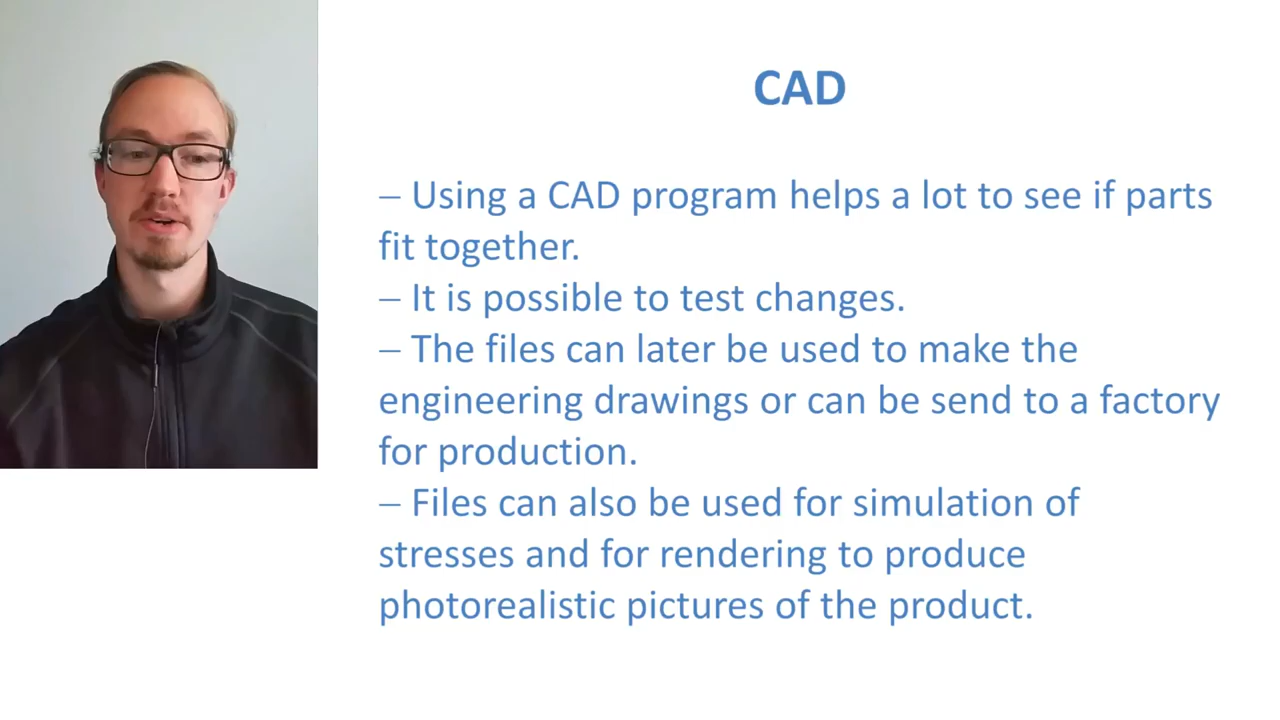 CAD
– Using a CAD program helps a lot to see if parts
fit together.
– It is possible to test changes.
– The files can later be used to make the
engineering drawings or can be send to a factory
for production.
– Files can also be used for simulation of
stresses and for rendering to produce
photorealistic pictures of the product.